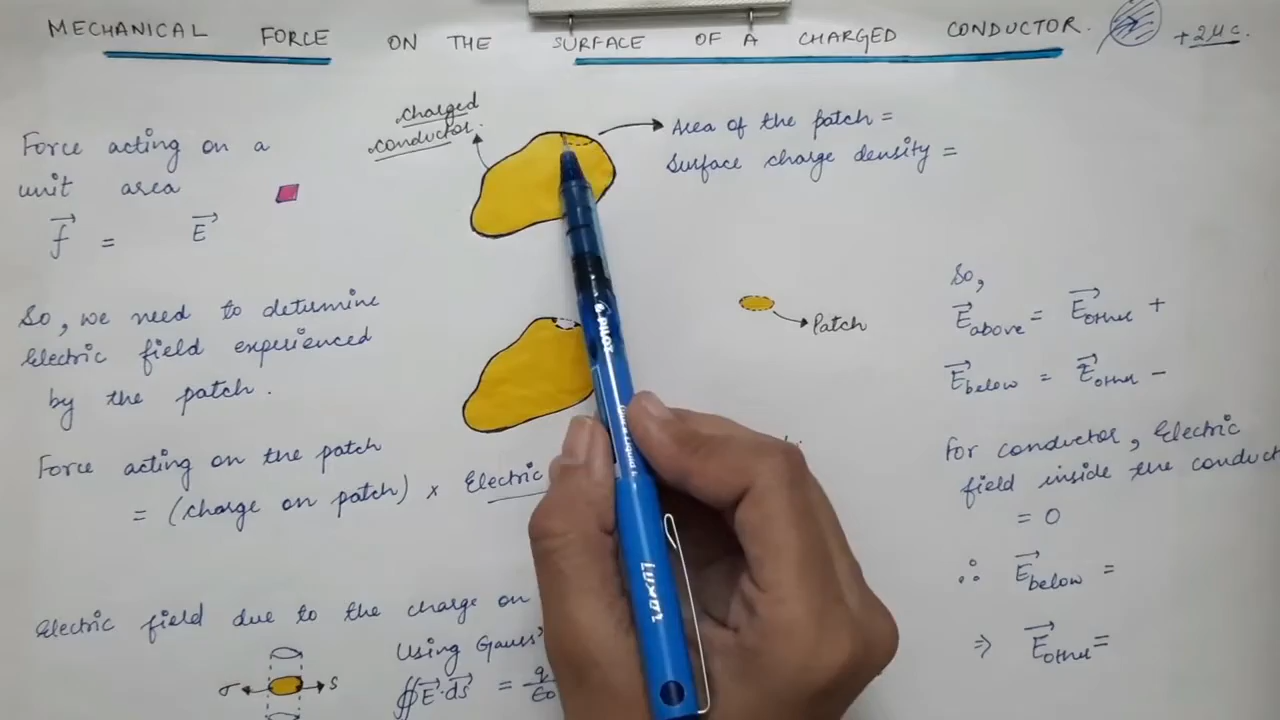 MECHANICAL FORCE ON THE SURFACE OF A CHARGED CONDUCTOR.
+2μc.
Force acting on a
unit area
f = E
So, we need to determine
Electric field experienced
by the patch.
Force acting on the patch
= (charge on patch) × Electric
Electric field due to the charge on
σ
S
Using Gauss'
∯ E · ds = q/ε0
charged
conductor.
Area of the patch =
Surface charge density =
Patch
So,
E above = E other +
E below = E other -
For conductor, Electric
field inside the conduct
= 0
∴ E below =
⇒ E other =
PILOT
LUXOR